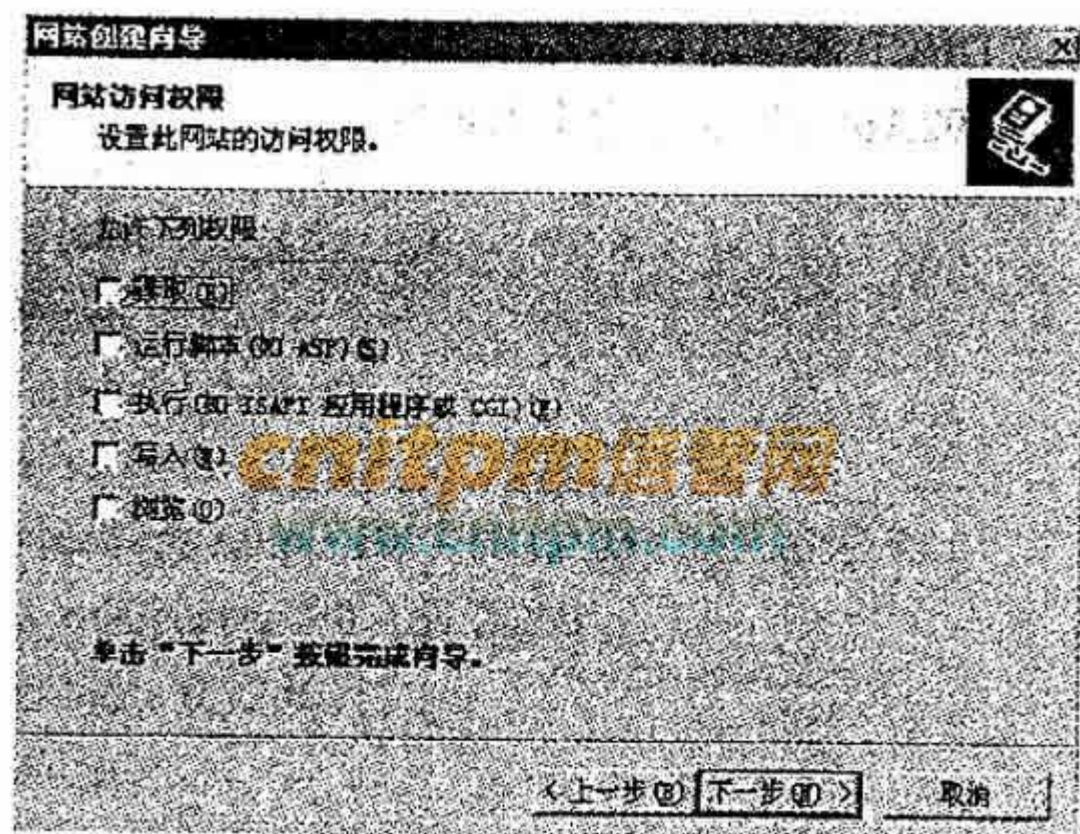 网站创建向导
网站访问权限
设置此网站的访问权限。
允许下列权限:
读取(R)
运行脚本(如 ASP)(S)
执行(如 ISAPI 应用程序或 CGI)(E)
写入(W)
浏览(O)
cnitpm信管网
www.cnitpm.com
单击"下一步"按钮完成向导。
< 上一步(B) 下一步(N) > 取消